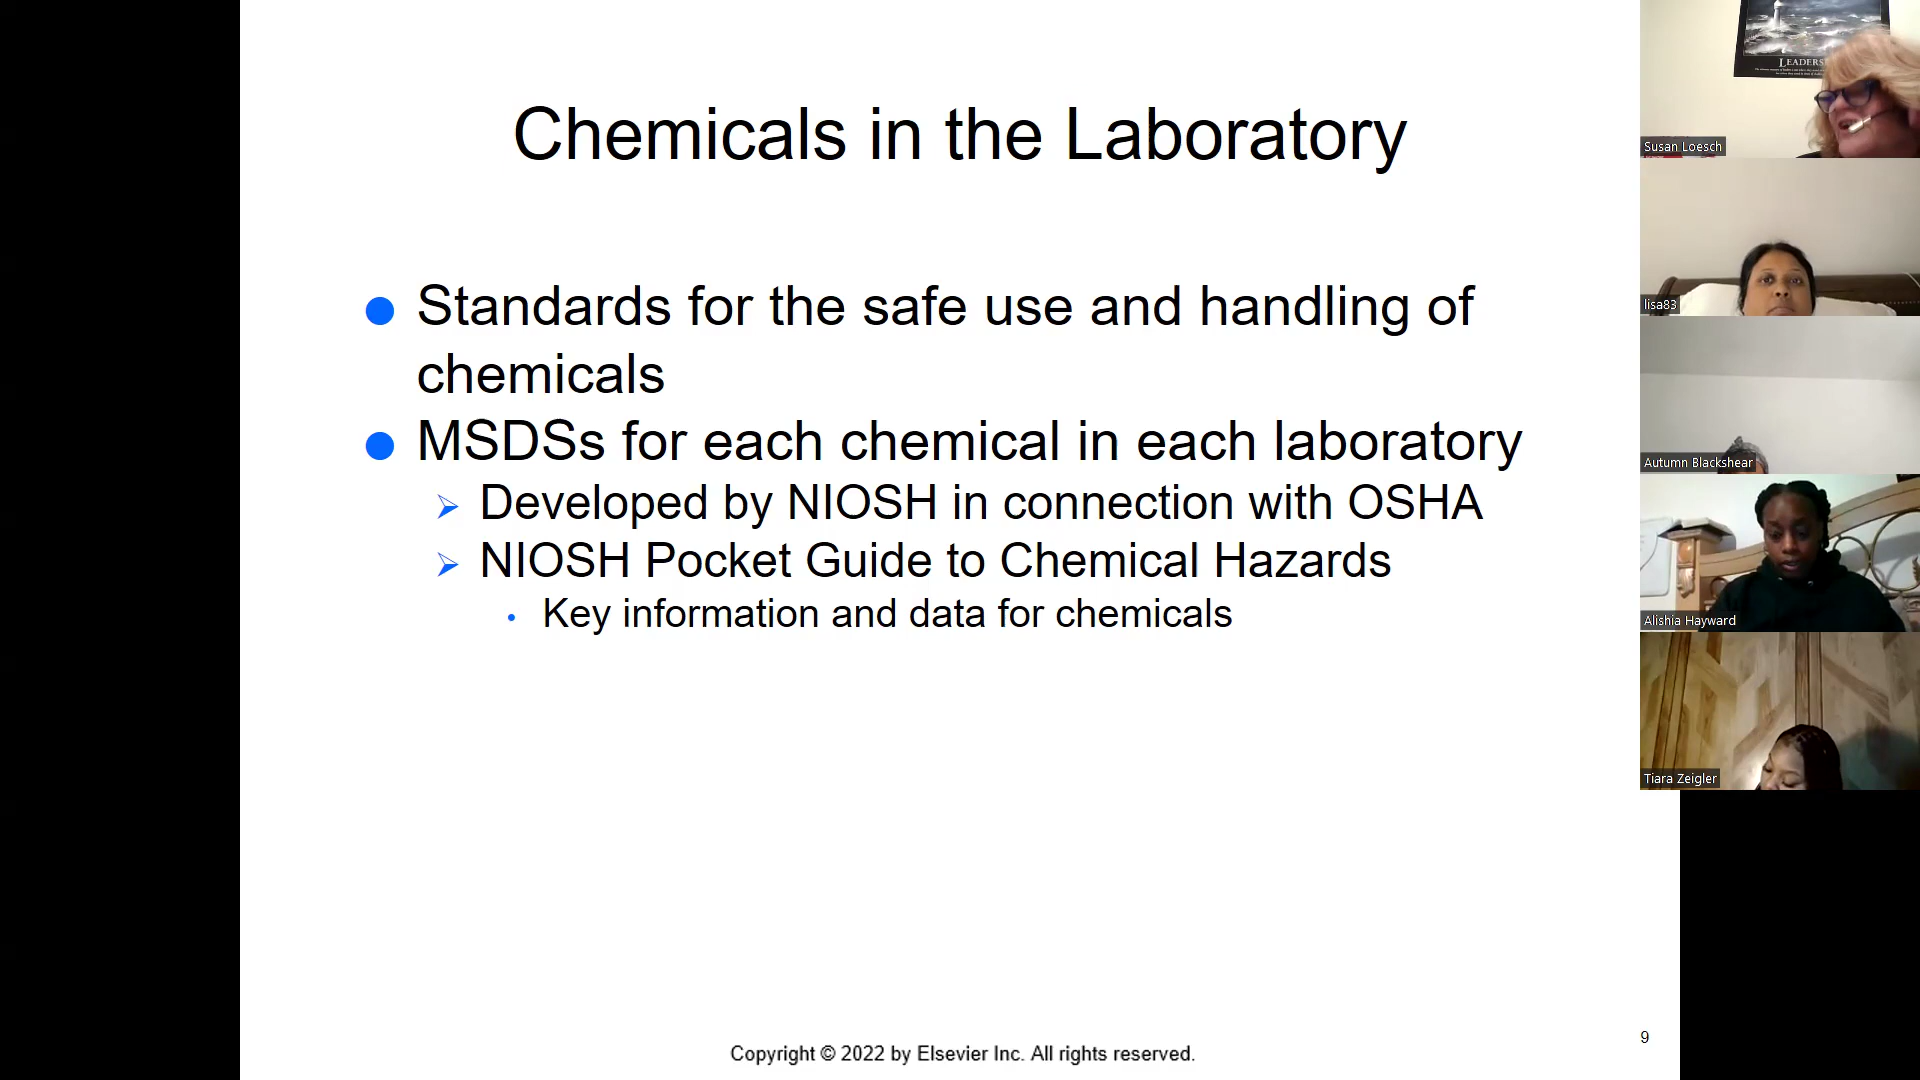 Chemicals in the Laboratory
Standards for the safe use and handling of
chemicals
MSDSs for each chemical in each laboratory
Developed by NIOSH in connection with OSHA
NIOSH Pocket Guide to Chemical Hazards
Key information and data for chemicals
9
Copyright © 2022 by Elsevier Inc. All rights reserved.
Susan Loesch
lisa83
Autumn Blackshear
Alishia Hayward
Tiara Zeigler